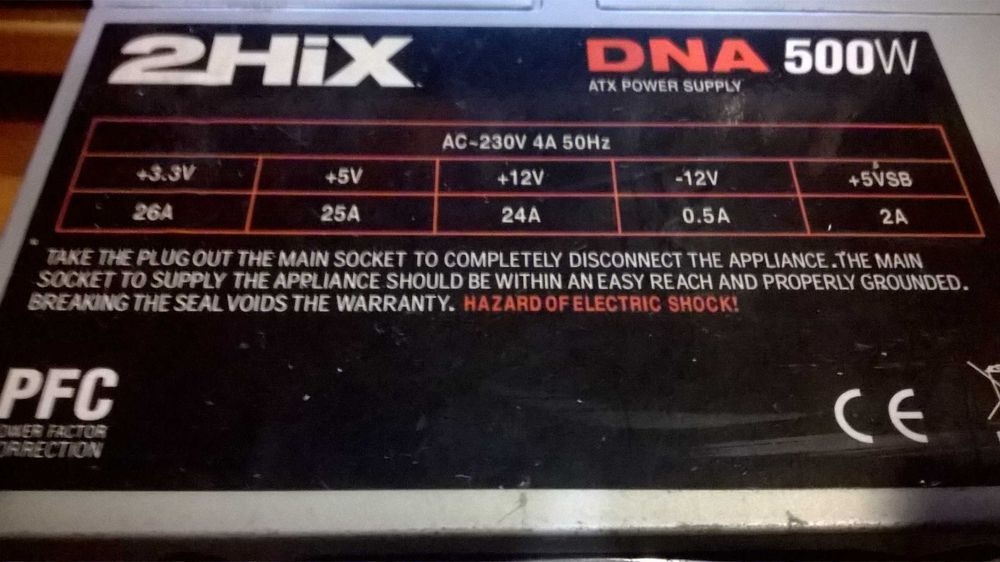 2HiX
DNA 500W
ATX POWER SUPPLY
AC~230V 4A 50Hz
+3.3V +5V +12V -12V +5VSB
26A 25A 24A 0.5A 2A
TAKE THE PLUG OUT THE MAIN SOCKET TO COMPLETELY DISCONNECT THE APPLIANCE.THE MAIN
SOCKET TO SUPPLY THE APPLIANCE SHOULD BE WITHIN AN EASY REACH AND PROPERLY GROUNDED.
BREAKING THE SEAL VOIDS THE WARRANTY. HAZARD OF ELECTRIC SHOCK!
PFC
OWER FACTOR
ORRECTION
CE